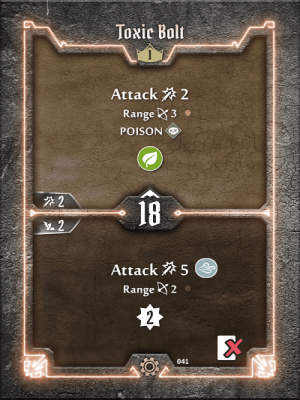 Toxic Bolt
1
Attack 2
Range 3
POISON
2
18
2
Attack 5
Range 2
2
041